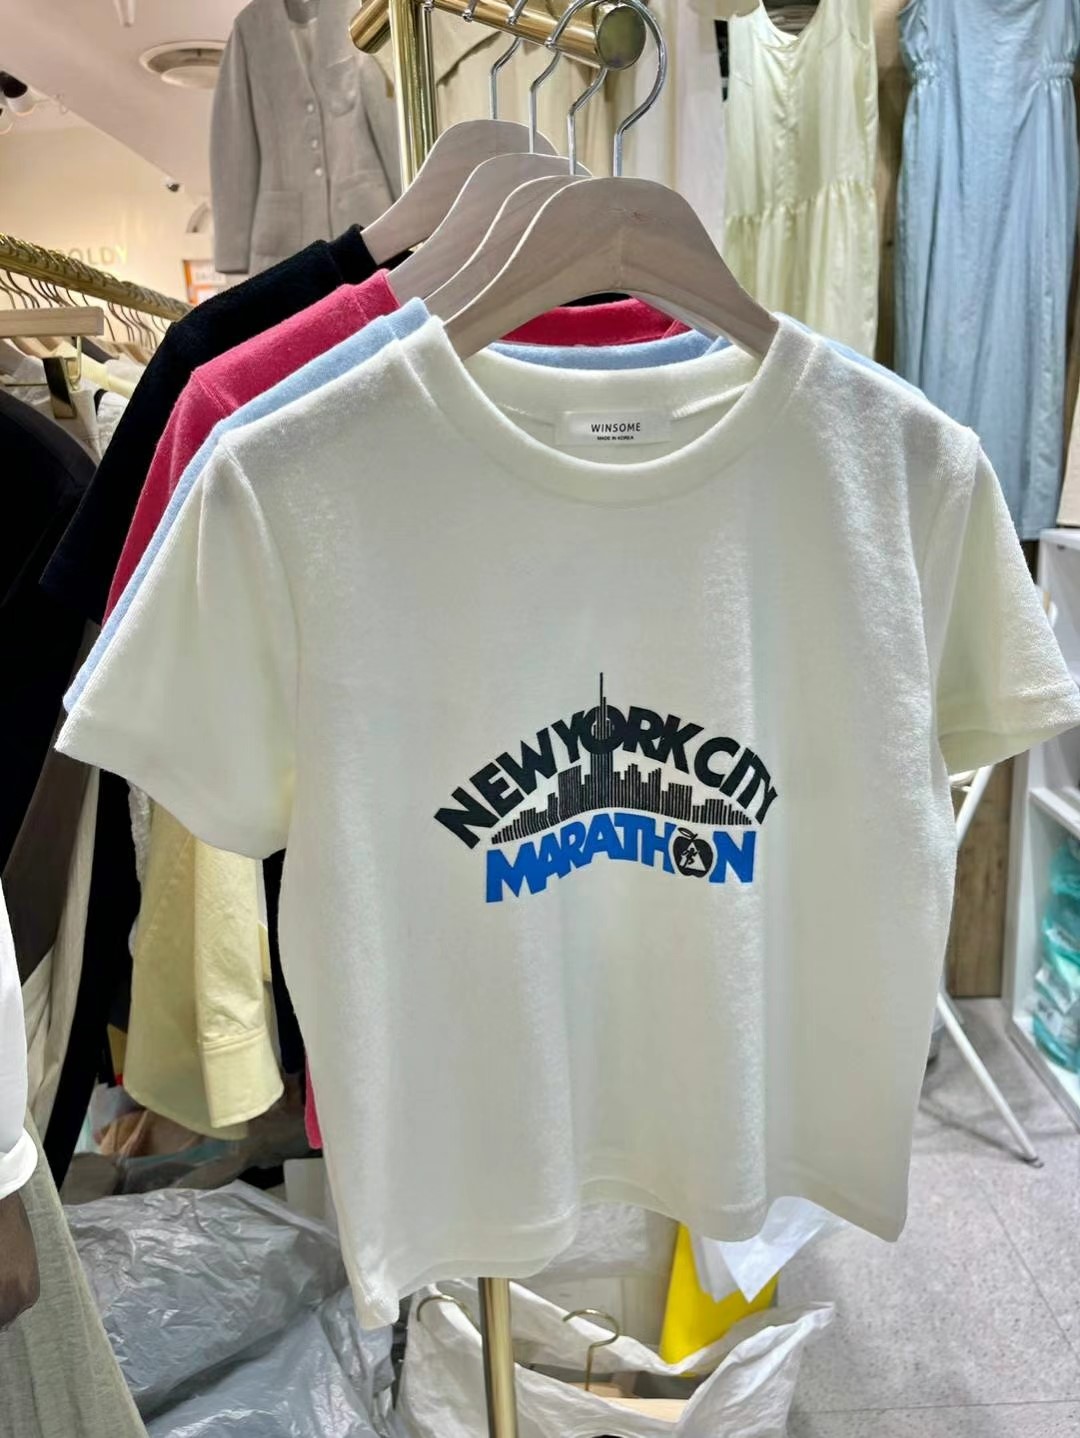 WINSOME
MADE IN KOREA
NEW YORK CITY
MARATHON